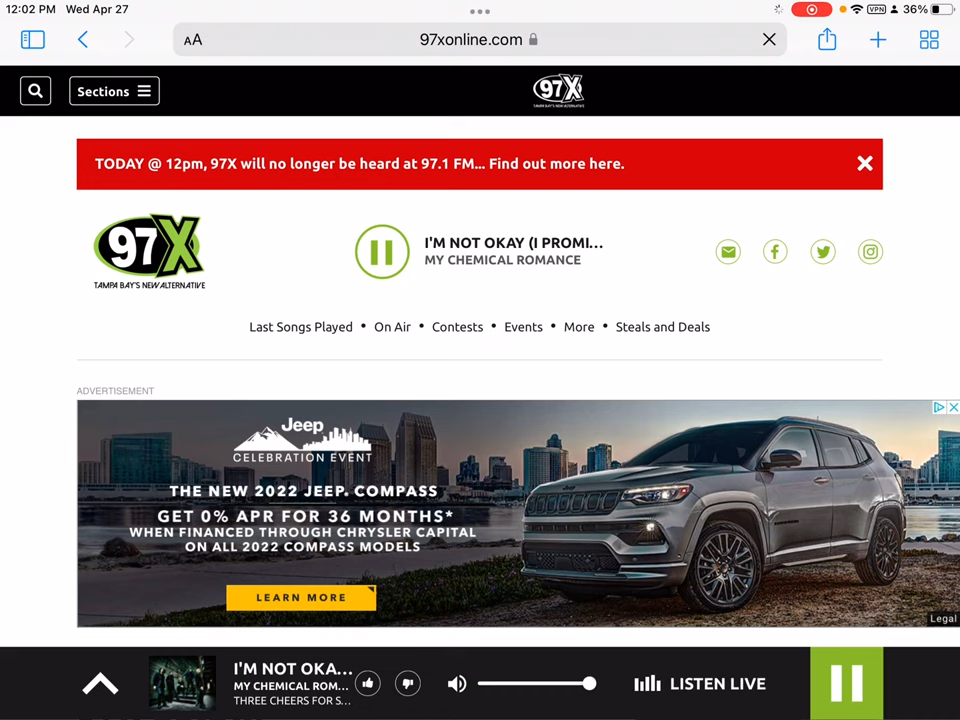 12:02 PM Wed Apr 27
VPN 36%
AA 97xonline.com
Sections
97X
TAMPA BAY'S NEW ALTERNATIVE
TODAY @ 12pm, 97X will no longer be heard at 97.1 FM... Find out more here.
97X
TAMPA BAY'S NEW ALTERNATIVE
I'M NOT OKAY (I PROMI...
MY CHEMICAL ROMANCE
Last Songs Played • On Air • Contests • Events • More • Steals and Deals
ADVERTISEMENT
Jeep
CELEBRATION EVENT
THE NEW 2022 JEEP. COMPASS
GET 0% APR FOR 36 MONTHS*
WHEN FINANCED THROUGH CHRYSLER CAPITAL
ON ALL 2022 COMPASS MODELS
LEARN MORE
Legal
I'M NOT OKA...
MY CHEMICAL ROM...
THREE CHEERS FOR S...
LISTEN LIVE